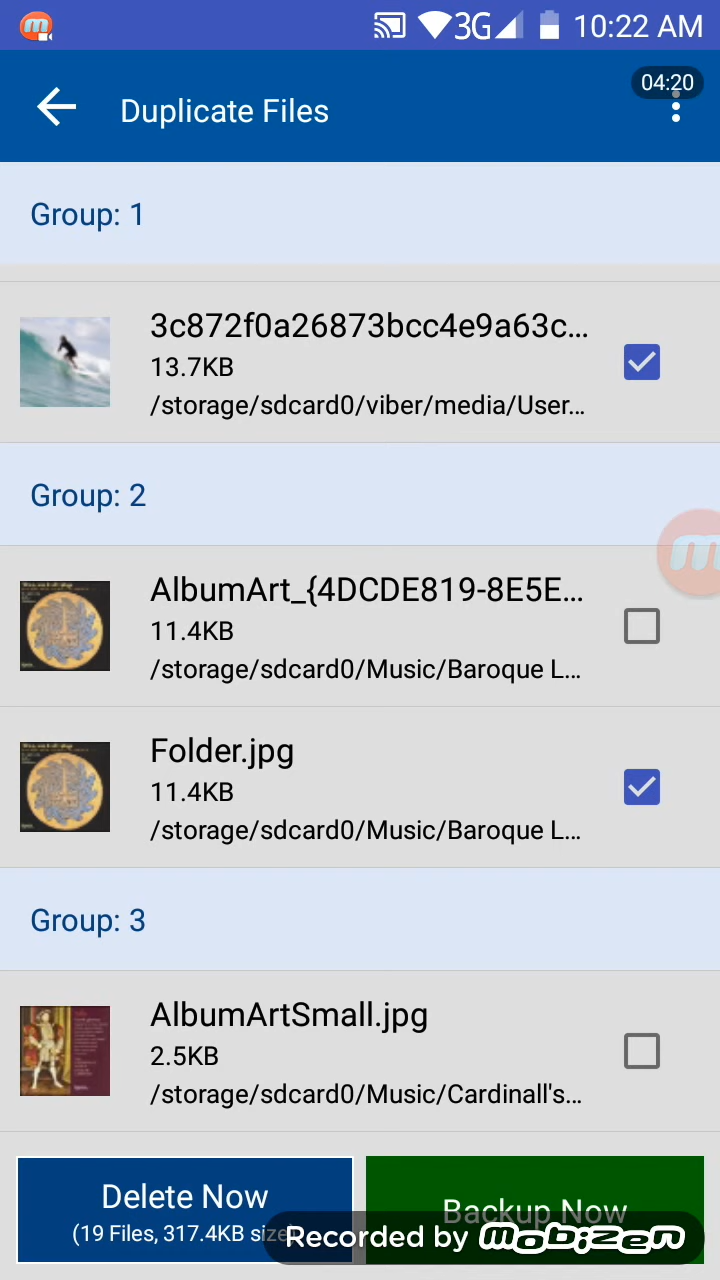 3G 10:22 AM
04:20
Duplicate Files
Group: 1
3c872f0a26873bcc4e9a63c...
13.7KB
/storage/sdcard0/viber/media/User...
Group: 2
AlbumArt_{4DCDE819-8E5E...
11.4KB
/storage/sdcard0/Music/Baroque L...
Folder.jpg
11.4KB
/storage/sdcard0/Music/Baroque L...
Group: 3
AlbumArtSmall.jpg
2.5KB
/storage/sdcard0/Music/Cardinall's...
Delete Now
(19 Files, 317.4KB size
Backup Now
Recorded by mobizen